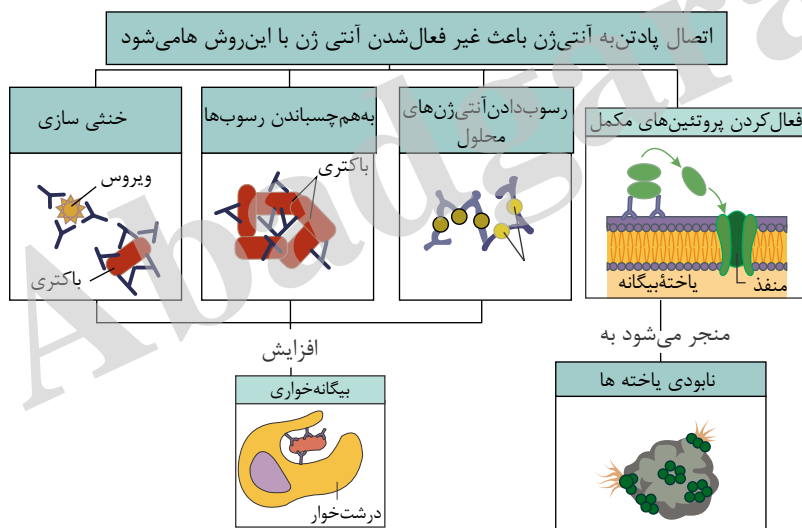 اتصال پادتن‌به آنتی‌ژن باعث غیر فعال‌شدن آنتی ژن با این‌روش هامی‌شود
فعال‌کردن پروتئین‌های مکمل
رسوب‌دادن‌آنتی‌ژن‌های
محلول
به‌هم‌چسباندن رسوب‌ها
خنثی سازی
ویروس
باکتری
باکتری
یاختهٔ‌بیگانه
منفذ
منجر می‌شود به
افزایش
نابودی یاخته ها
بیگانه‌خواری
درشت‌خوار
Abadgara